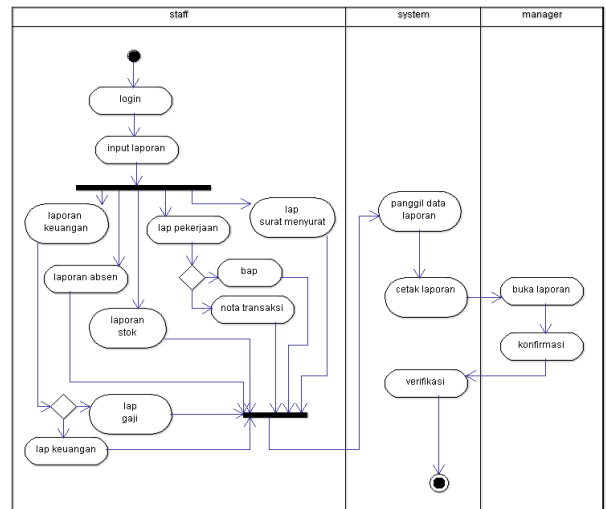 staff
system
manager
login
input laporan
laporan
keuangan
lap pekerjaan
lap
surat menyurat
laporan absen
bap
nota transaksi
laporan
stok
lap
gaji
lap keuangan
panggil data
laporan
cetak laporan
buka laporan
konfirmasi
verifikasi